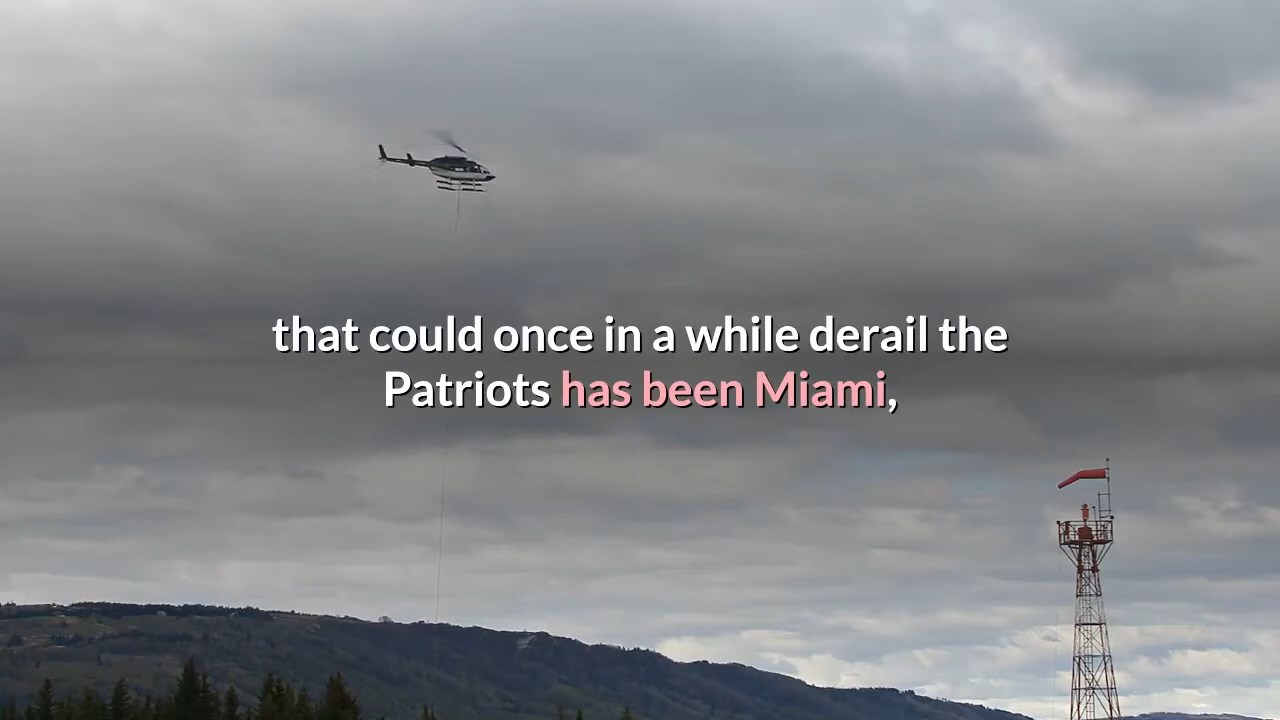 that could once in a while derail the
Patriots has been Miami,